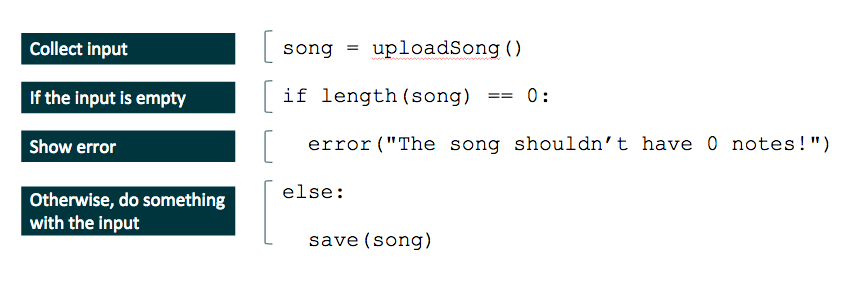 Collect input
song = uploadSong()
If the input is empty
if length(song) == 0:
Show error
error("The song shouldn’t have 0 notes!")
Otherwise, do something
with the input
else:
save(song)